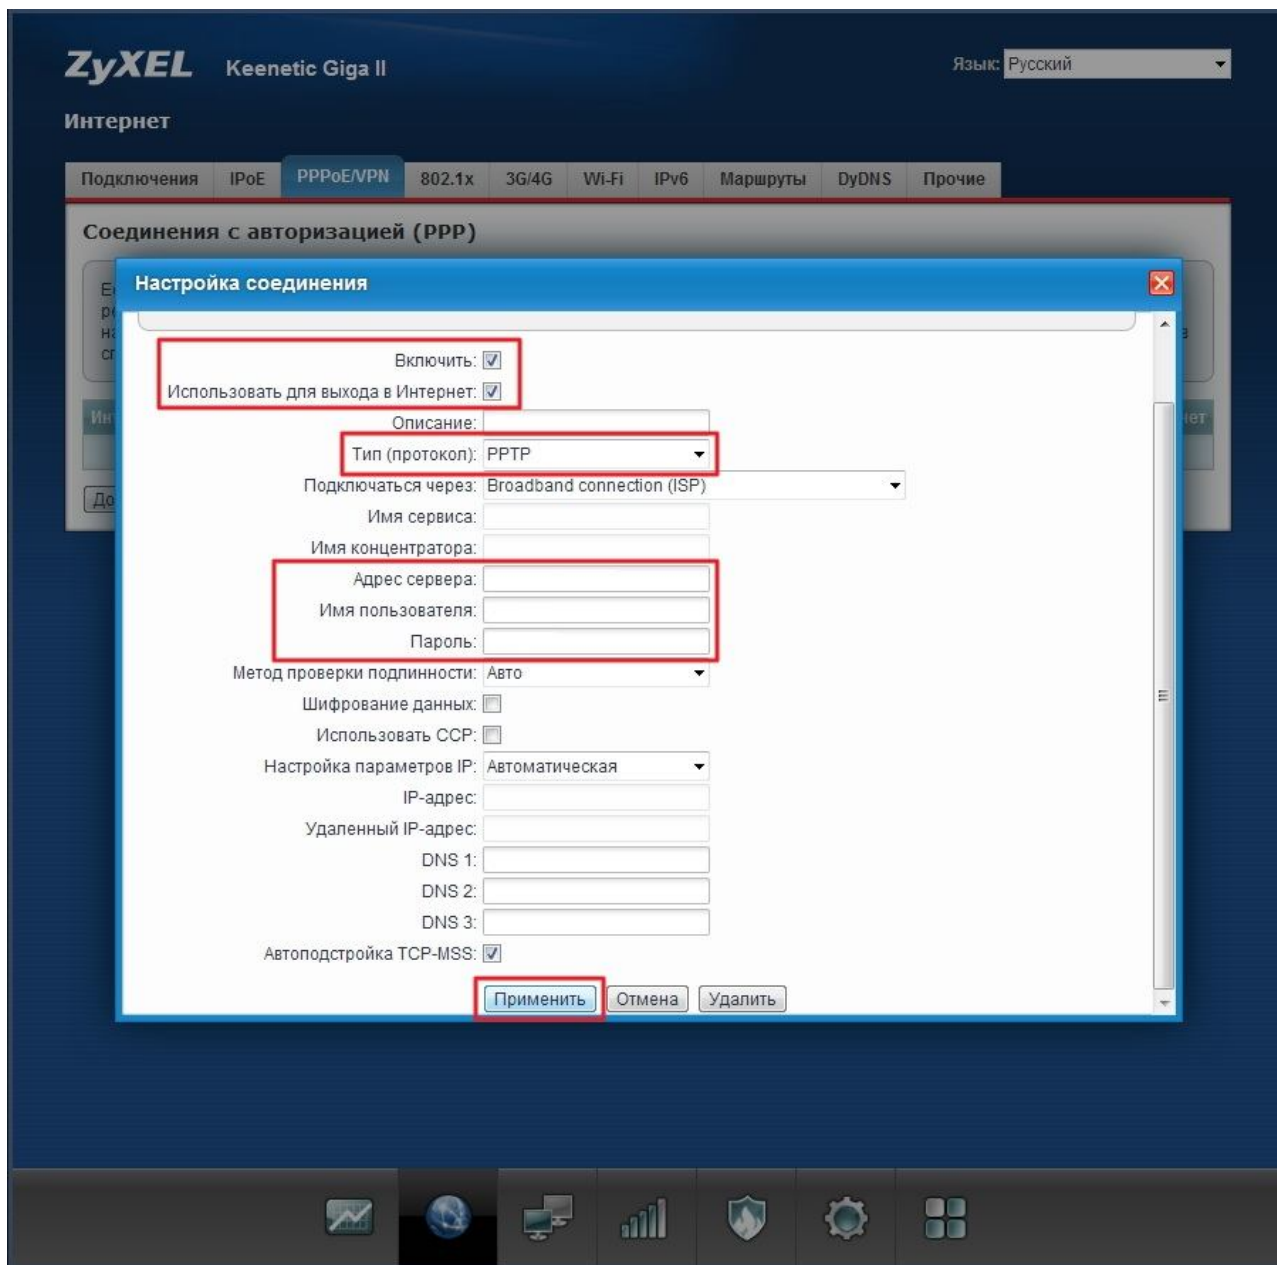 ZyXEL Keenetic Giga II Язык: Русский
Интернет
Подключения IPoE PPPoE/VPN 802.1x 3G/4G Wi-Fi IPv6 Маршруты DyDNS Прочие
Соединения с авторизацией (PPP)
Настройка соединения
Включить:
Использовать для выхода в Интернет:
Описание:
Тип (протокол): PPTP
Подключаться через: Broadband connection (ISP)
Имя сервиса:
Имя концентратора:
Адрес сервера:
Имя пользователя:
Пароль:
Метод проверки подлинности: Авто
Шифрование данных:
Использовать CCP:
Настройка параметров IP: Автоматическая
IP-адрес:
Удаленный IP-адрес:
DNS 1:
DNS 2:
DNS 3:
Автоподстройка TCP-MSS:
Применить Отмена Удалить